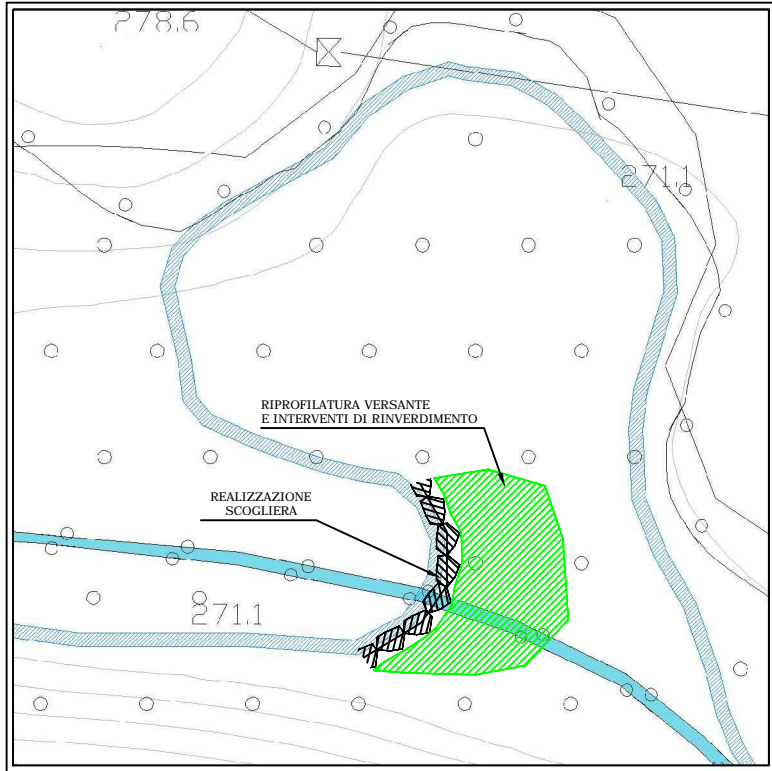 278.6
271.1
RIPROFILATURA VERSANTE
E INTERVENTI DI RINVERDIMENTO
REALIZZAZIONE
SCOGLIERA
271.1